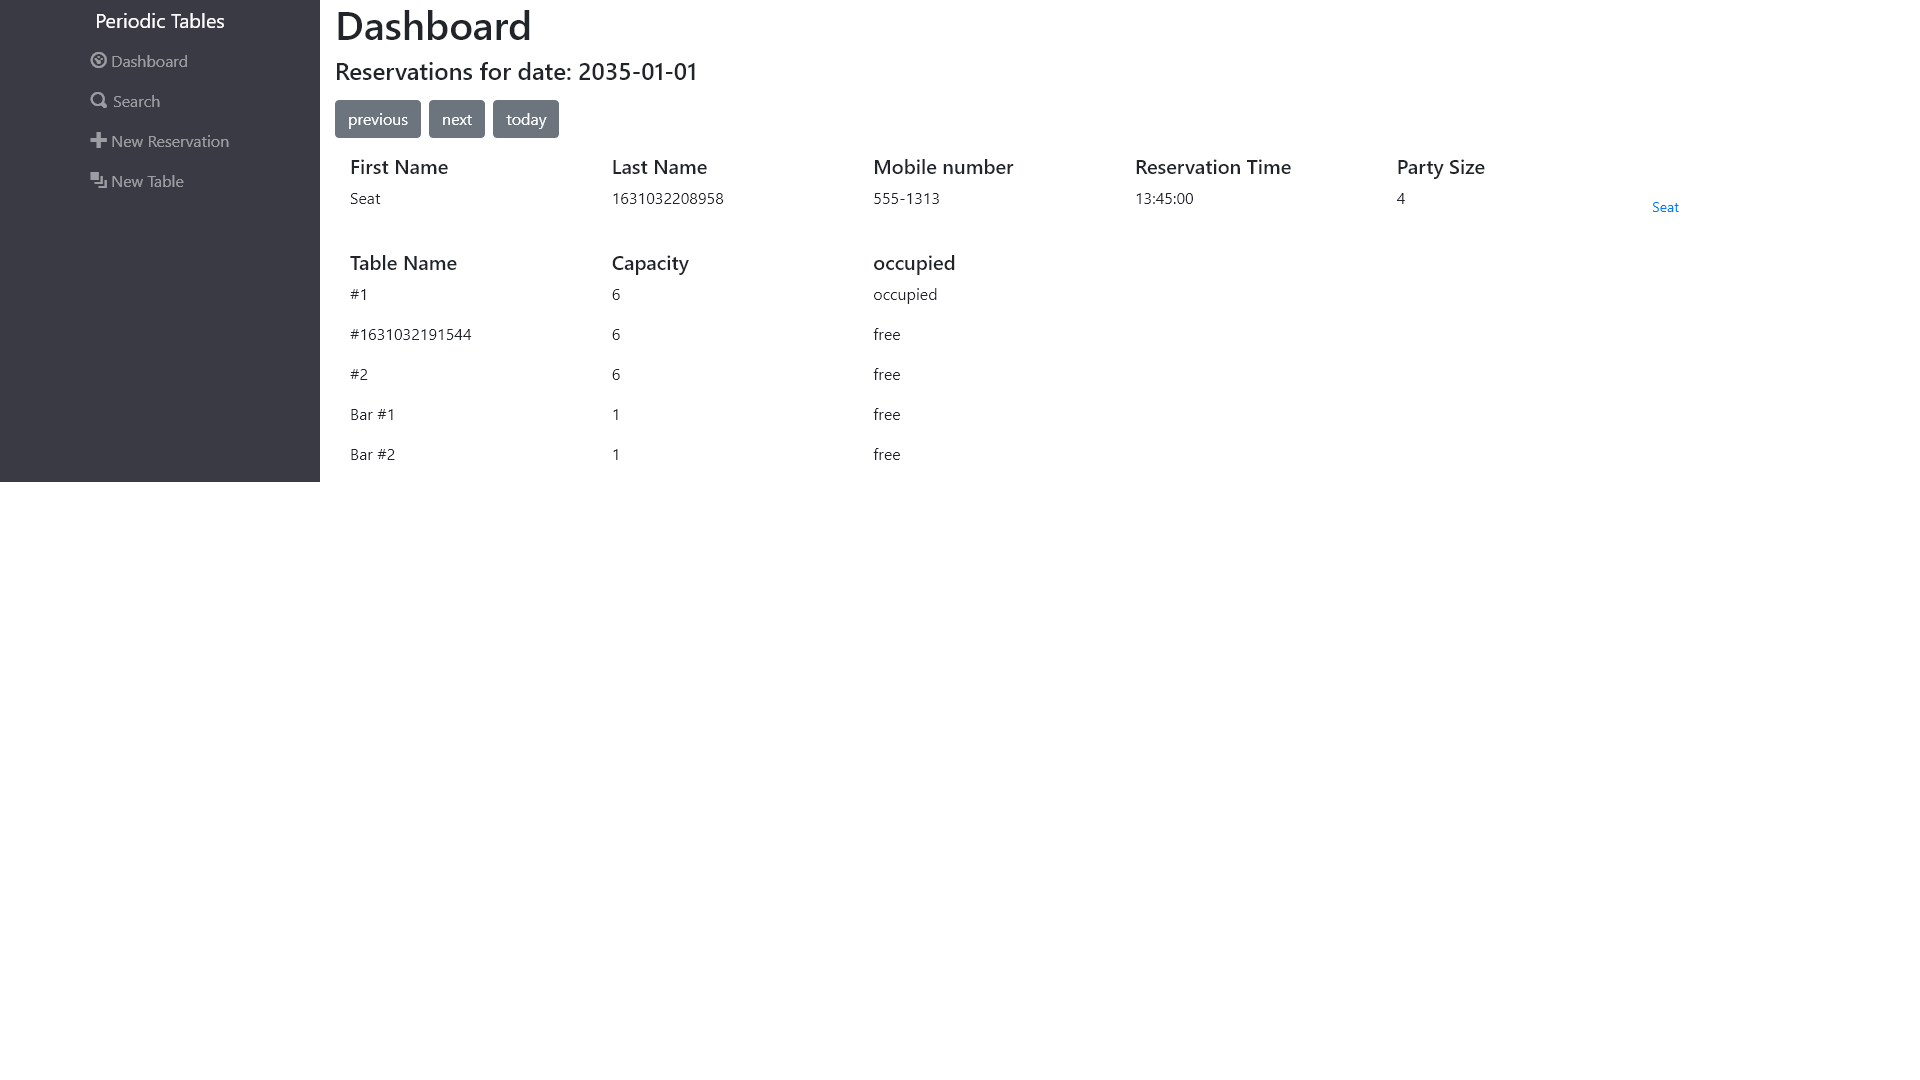 Periodic Tables
Dashboard
Search
New Reservation
New Table
Dashboard
Reservations for date: 2035-01-01
previous next today
First Name Last Name Mobile number Reservation Time Party Size
Seat 1631032208958 555-1313 13:45:00 4 Seat
Table Name Capacity occupied
#1 6 occupied
#1631032191544 6 free
#2 6 free
Bar #1 1 free
Bar #2 1 free